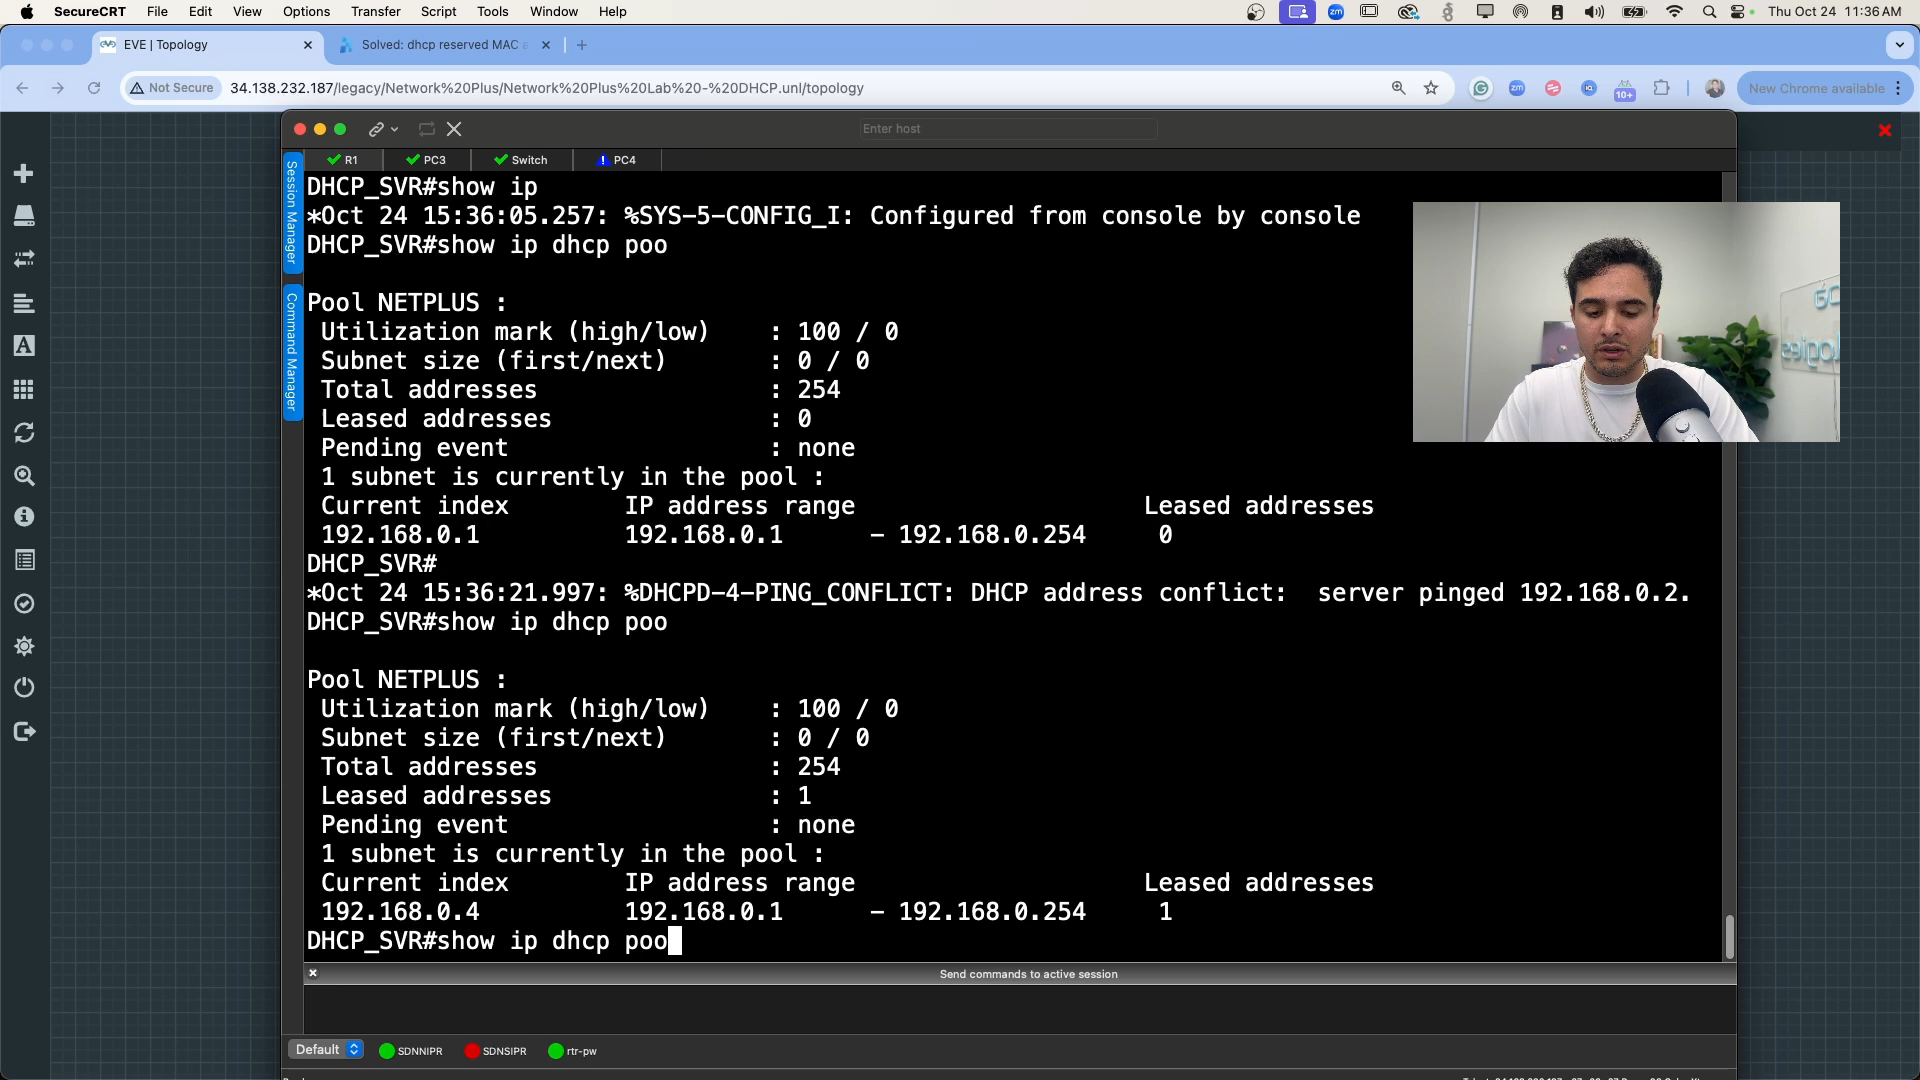 SecureCRT File Edit View Options Transfer Script Tools Window Help
zm
Thu Oct 24 11:36 AM
EVE | Topology
Solved: dhcp reserved MAC
Not Secure
34.138.232.187/legacy/Network%20Plus/Network%20Plus%20Lab%20-%20DHCP.unl/topology
zm
10+
New Chrome available
Enter host
Session Manager
Command Manager
R1 PC3 Switch PC4
DHCP_SVR#show ip
*Oct 24 15:36:05.257: %SYS-5-CONFIG_I: Configured from console by console
DHCP_SVR#show ip dhcp poo
Pool NETPLUS :
Utilization mark (high/low) : 100 / 0
Subnet size (first/next) : 0 / 0
Total addresses : 254
Leased addresses : 0
Pending event : none
1 subnet is currently in the pool :
Current index IP address range Leased addresses
192.168.0.1 192.168.0.1 - 192.168.0.254 0
DHCP_SVR#
*Oct 24 15:36:21.997: %DHCPD-4-PING_CONFLICT: DHCP address conflict: server pinged 192.168.0.2.
DHCP_SVR#show ip dhcp poo
Pool NETPLUS :
Utilization mark (high/low) : 100 / 0
Subnet size (first/next) : 0 / 0
Total addresses : 254
Leased addresses : 1
Pending event : none
1 subnet is currently in the pool :
Current index IP address range Leased addresses
192.168.0.4 192.168.0.1 - 192.168.0.254 1
DHCP_SVR#show ip dhcp poo
Send commands to active session
Default SDNNIPR SDNSIPR rtr-pw